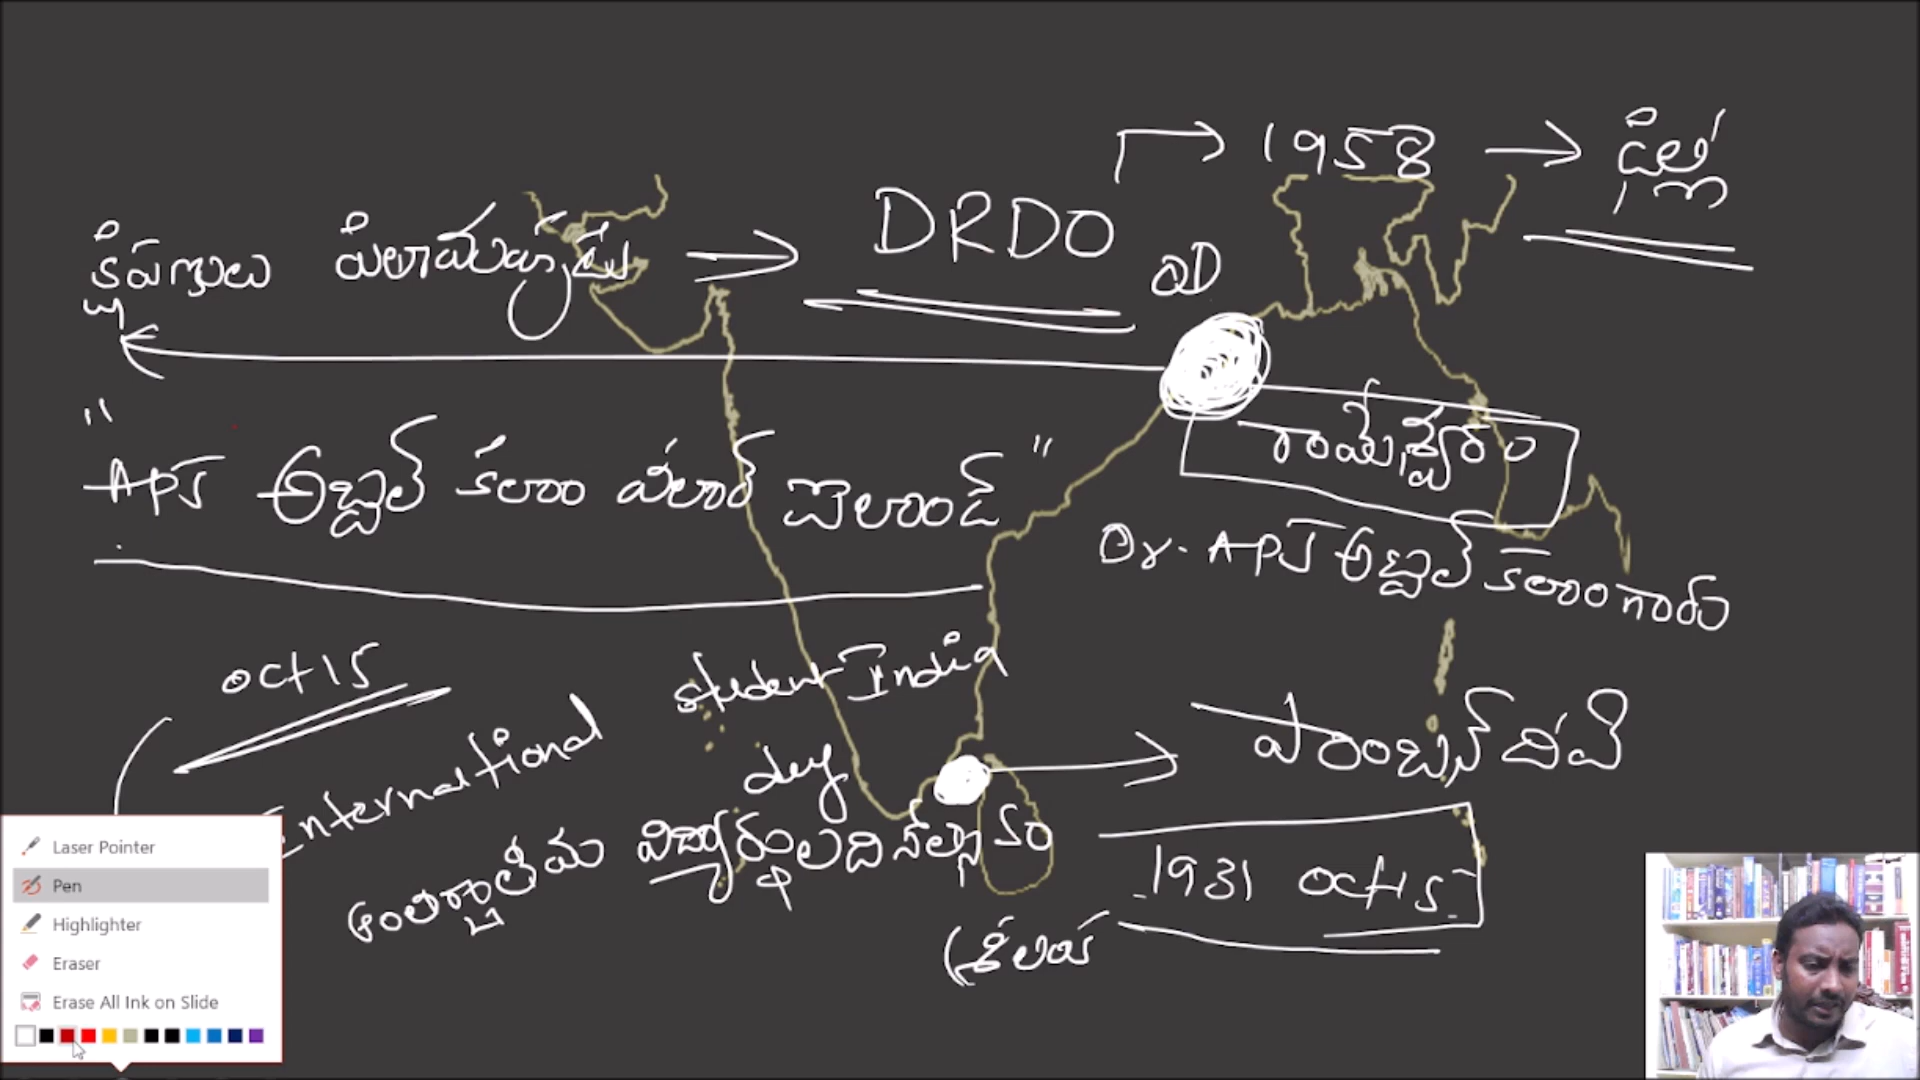 1958 → ఢిల్లీ
క్షిపణులు పితామహుడు → DRDO
OD
రామేశ్వరం
"APJ అబ్దుల్ కలాం వీలర్ ఐలాండ్"
Dr. APJ అబ్దుల్ కలాం గారు
oct 15
International student India day
పాంబన్ దీవి
అంతర్జాతీయ విద్యార్థుల దినోత్సవం
1931 oct 15
Laser Pointer
Pen
Highlighter
Eraser
Erase All Ink on Slide